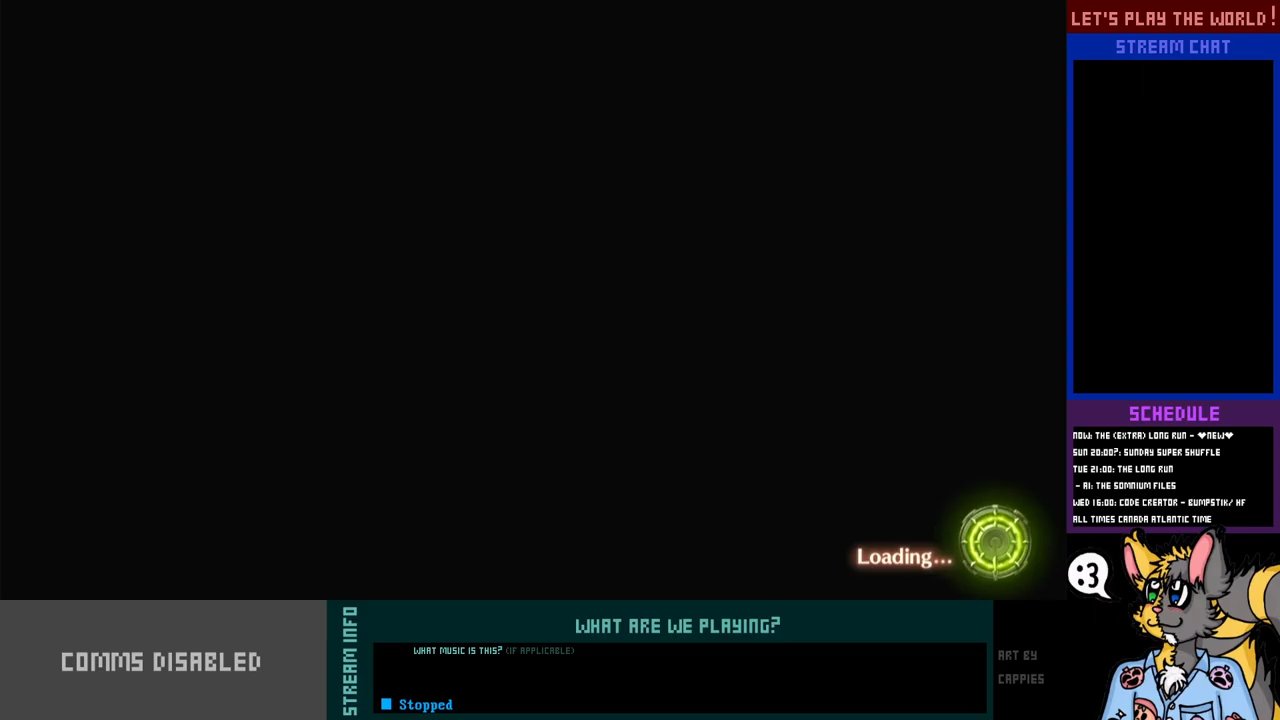 LET'S PLAY THE WORLD!
STREAM CHAT
SCHEDULE
NOW: THE (EXTRA) LONG RUN - ♥NEW♥
SUN 20:00?: SUNDAY SUPER SHUFFLE
TUE 21:00: THE LONG RUN
- AI: THE SOMNIUM FILES
WED 16:00: CODE CREATOR - BUMPSTIK/ HF
ALL TIMES CANADA ATLANTIC TIME
Loading...
:3
COMMS DISABLED
STREAM INFO
WHAT ARE WE PLAYING?
WHAT MUSIC IS THIS? (IF APPLICABLE)
Stopped
ART BY
CAPPIES